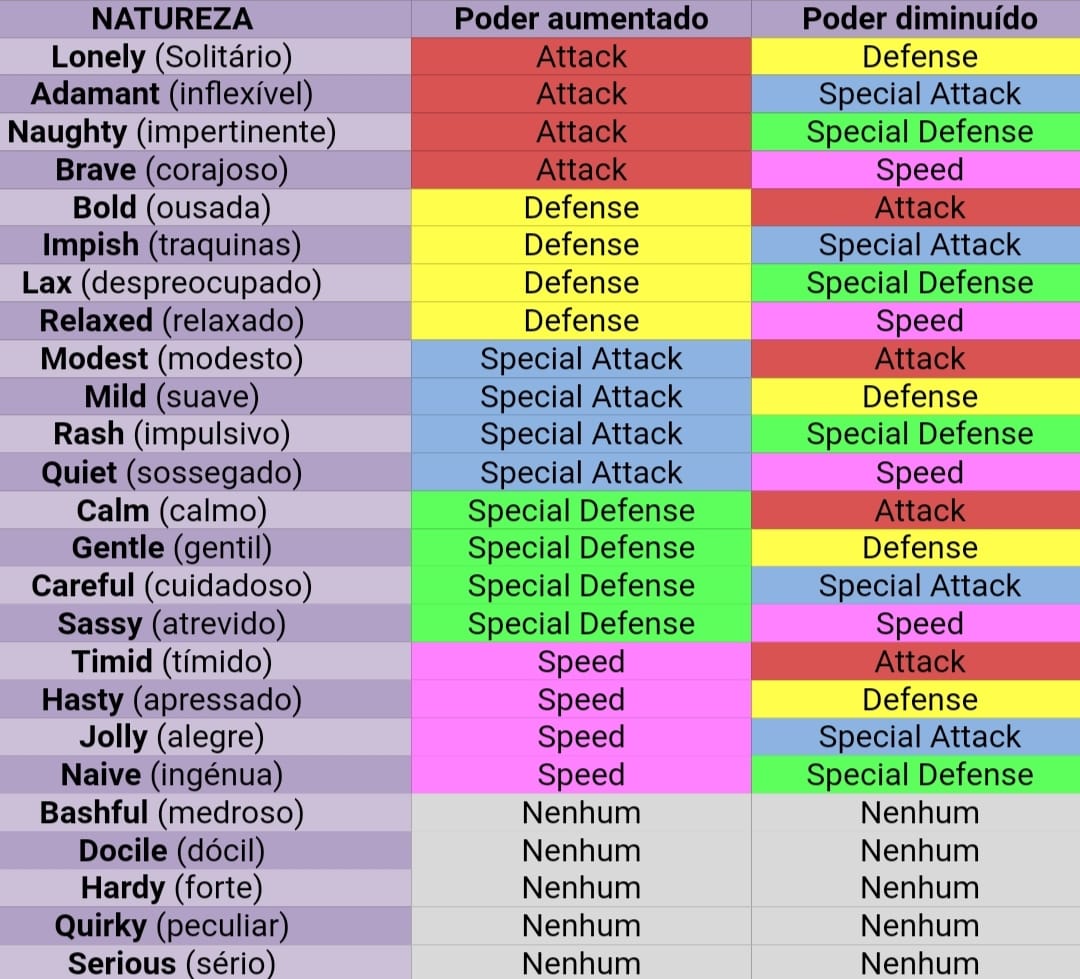 NATUREZA Poder aumentado Poder diminuído
Lonely (Solitário) Attack Defense
Adamant (inflexível) Attack Special Attack
Naughty (impertinente) Attack Special Defense
Brave (corajoso) Attack Speed
Bold (ousada) Defense Attack
Impish (traquinas) Defense Special Attack
Lax (despreocupado) Defense Special Defense
Relaxed (relaxado) Defense Speed
Modest (modesto) Special Attack Attack
Mild (suave) Special Attack Defense
Rash (impulsivo) Special Attack Special Defense
Quiet (sossegado) Special Attack Speed
Calm (calmo) Special Defense Attack
Gentle (gentil) Special Defense Defense
Careful (cuidadoso) Special Defense Special Attack
Sassy (atrevido) Special Defense Speed
Timid (tímido) Speed Attack
Hasty (apressado) Speed Defense
Jolly (alegre) Speed Special Attack
Naive (ingénua) Speed Special Defense
Bashful (medroso) Nenhum Nenhum
Docile (dócil) Nenhum Nenhum
Hardy (forte) Nenhum Nenhum
Quirky (peculiar) Nenhum Nenhum
Serious (sério) Nenhum Nenhum